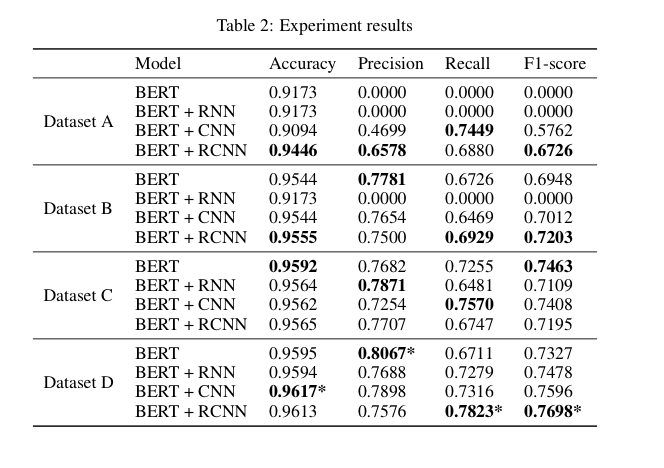 Table 2: Experiment results
Model Accuracy Precision Recall F1-score
Dataset A
BERT 0.9173 0.0000 0.0000 0.0000
BERT + RNN 0.9173 0.0000 0.0000 0.0000
BERT + CNN 0.9094 0.4699 0.7449 0.5762
BERT + RCNN 0.9446 0.6578 0.6880 0.6726
Dataset B
BERT 0.9544 0.7781 0.6726 0.6948
BERT + RNN 0.9173 0.0000 0.0000 0.0000
BERT + CNN 0.9544 0.7654 0.6469 0.7012
BERT + RCNN 0.9555 0.7500 0.6929 0.7203
Dataset C
BERT 0.9592 0.7682 0.7255 0.7463
BERT + RNN 0.9564 0.7871 0.6481 0.7109
BERT + CNN 0.9562 0.7254 0.7570 0.7408
BERT + RCNN 0.9565 0.7707 0.6747 0.7195
Dataset D
BERT 0.9595 0.8067* 0.6711 0.7327
BERT + RNN 0.9594 0.7688 0.7279 0.7478
BERT + CNN 0.9617* 0.7898 0.7316 0.7596
BERT + RCNN 0.9613 0.7576 0.7823* 0.7698*